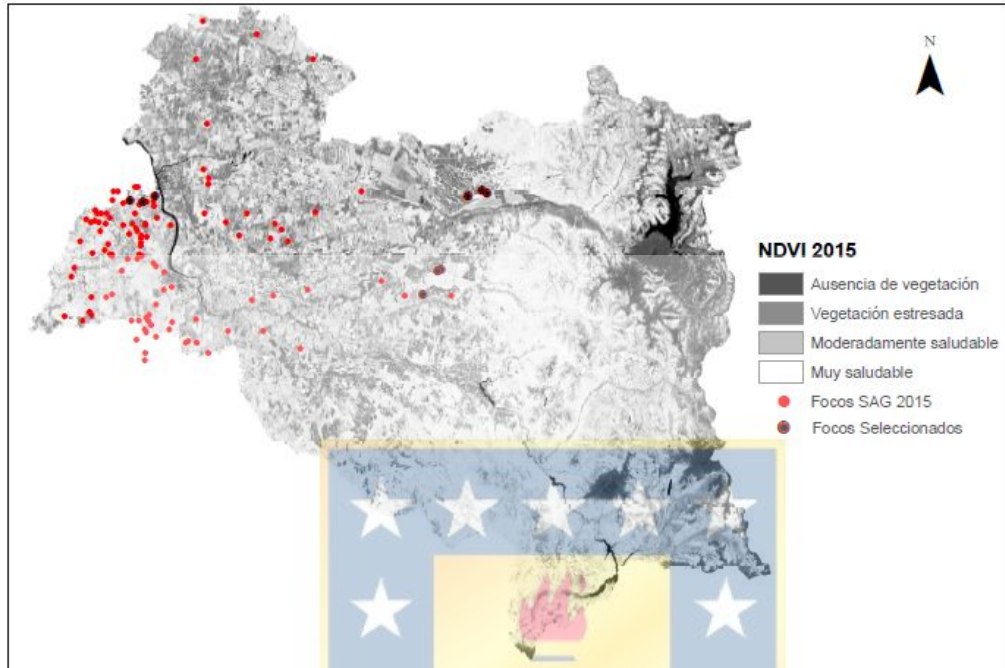 N
NDVI 2015
Ausencia de vegetación
Vegetación estresada
Moderadamente saludable
Muy saludable
Focos SAG 2015
Focos Seleccionados